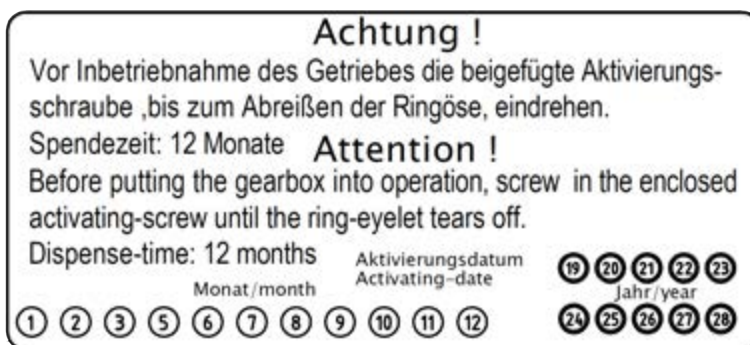 Achtung !
Vor Inbetriebnahme des Getriebes die beigefügte Aktivierungs-
schraube ,bis zum Abreißen der Ringöse, eindrehen.
Spendezeit: 12 Monate
Attention !
Before putting the gearbox into operation, screw in the enclosed
activating-screw until the ring-eyelet tears off.
Dispense-time: 12 months
Aktivierungsdatum
Activating-date
19 20 21 22 23
Monat/month
Jahr/year
1 2 3 5 6 7 8 9 10 11 12
24 25 26 27 28